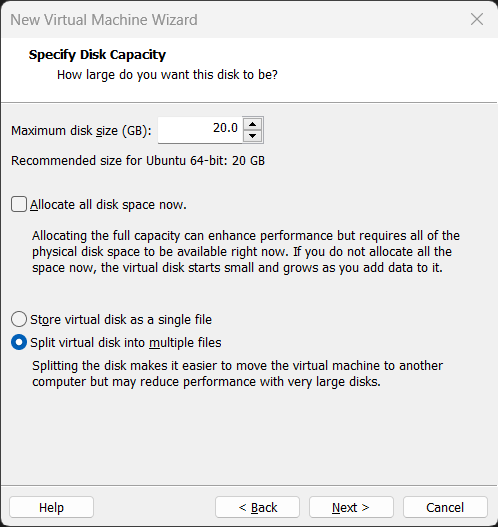 New Virtual Machine Wizard
Specify Disk Capacity
How large do you want this disk to be?
Maximum disk size (GB): 20.0
Recommended size for Ubuntu 64-bit: 20 GB
Allocate all disk space now.
Allocating the full capacity can enhance performance but requires all of the
physical disk space to be available right now. If you do not allocate all the
space now, the virtual disk starts small and grows as you add data to it.
Store virtual disk as a single file
Split virtual disk into multiple files
Splitting the disk makes it easier to move the virtual machine to another
computer but may reduce performance with very large disks.
Help < Back Next > Cancel